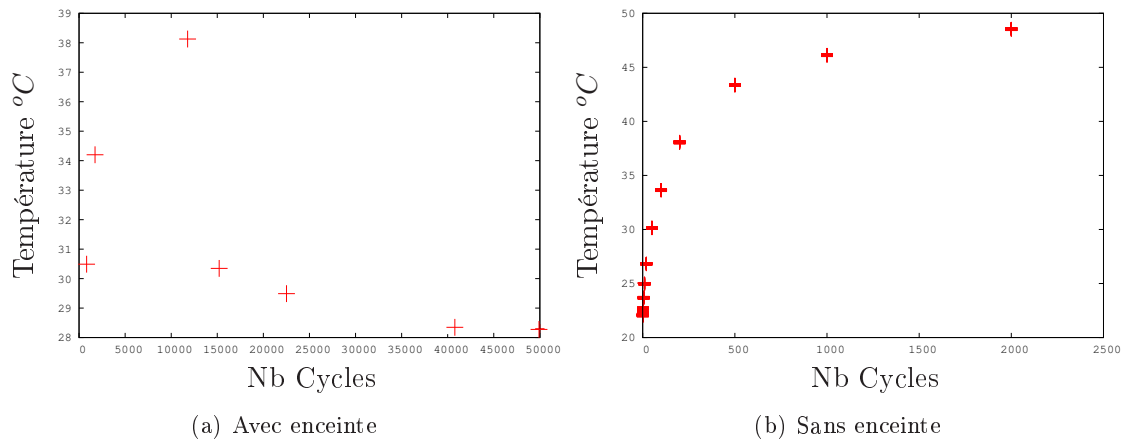 39
38
37
36
35
34
33
32
31
30
29
28
Température °C
0 5000 10000 15000 20000 25000 30000 35000 40000 45000 50000
Nb Cycles
(a) Avec enceinte
50
45
40
35
30
25
20
Température °C
0 500 1000 1500 2000 2500
Nb Cycles
(b) Sans enceinte